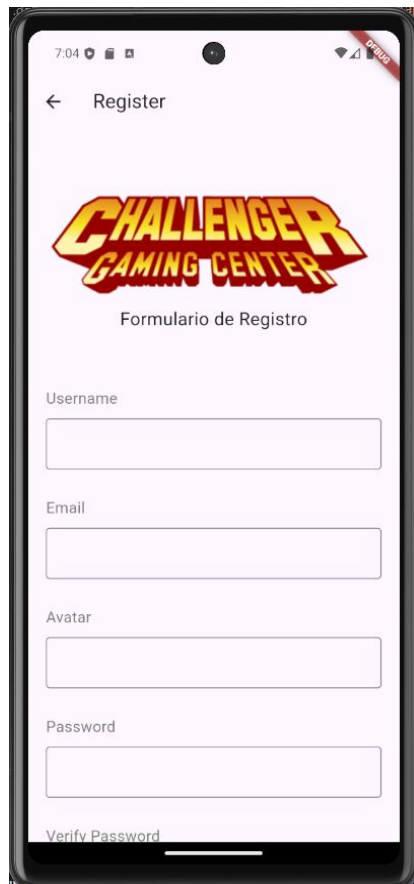 7:04
DEBUG
Register
CHALLENGER
GAMING CENTER
Formulario de Registro
Username
Email
Avatar
Password
Verify Password